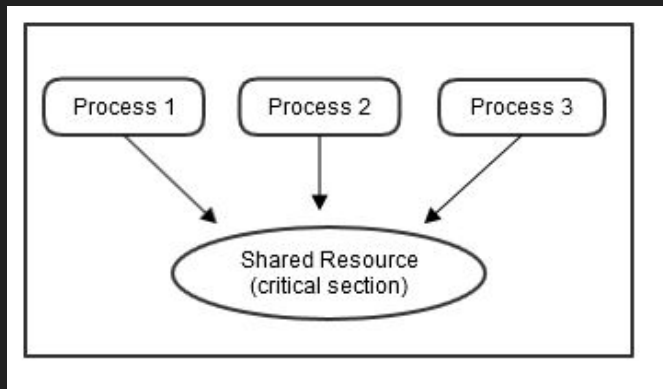 Process 1
Process 2
Process 3
Shared Resource
(critical section)